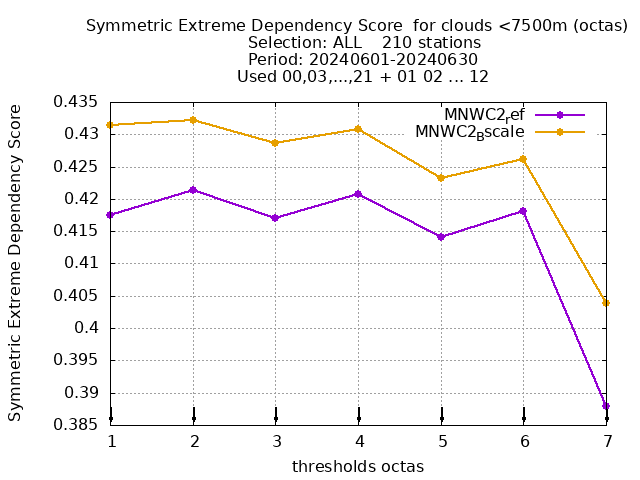 Symmetric Extreme Dependency Score  for clouds <7500m (octas)
Selection: ALL    210 stations
Period: 20240601-20240630
Used 00,03,...,21 + 01 02 ... 12
Symmetric Extreme Dependency Score
0.435
0.43
0.425
0.42
0.415
0.41
0.405
0.4
0.395
0.39
0.385
MNWC2ref
MNWC2Bscale
1 2 3 4 5 6 7
thresholds octas